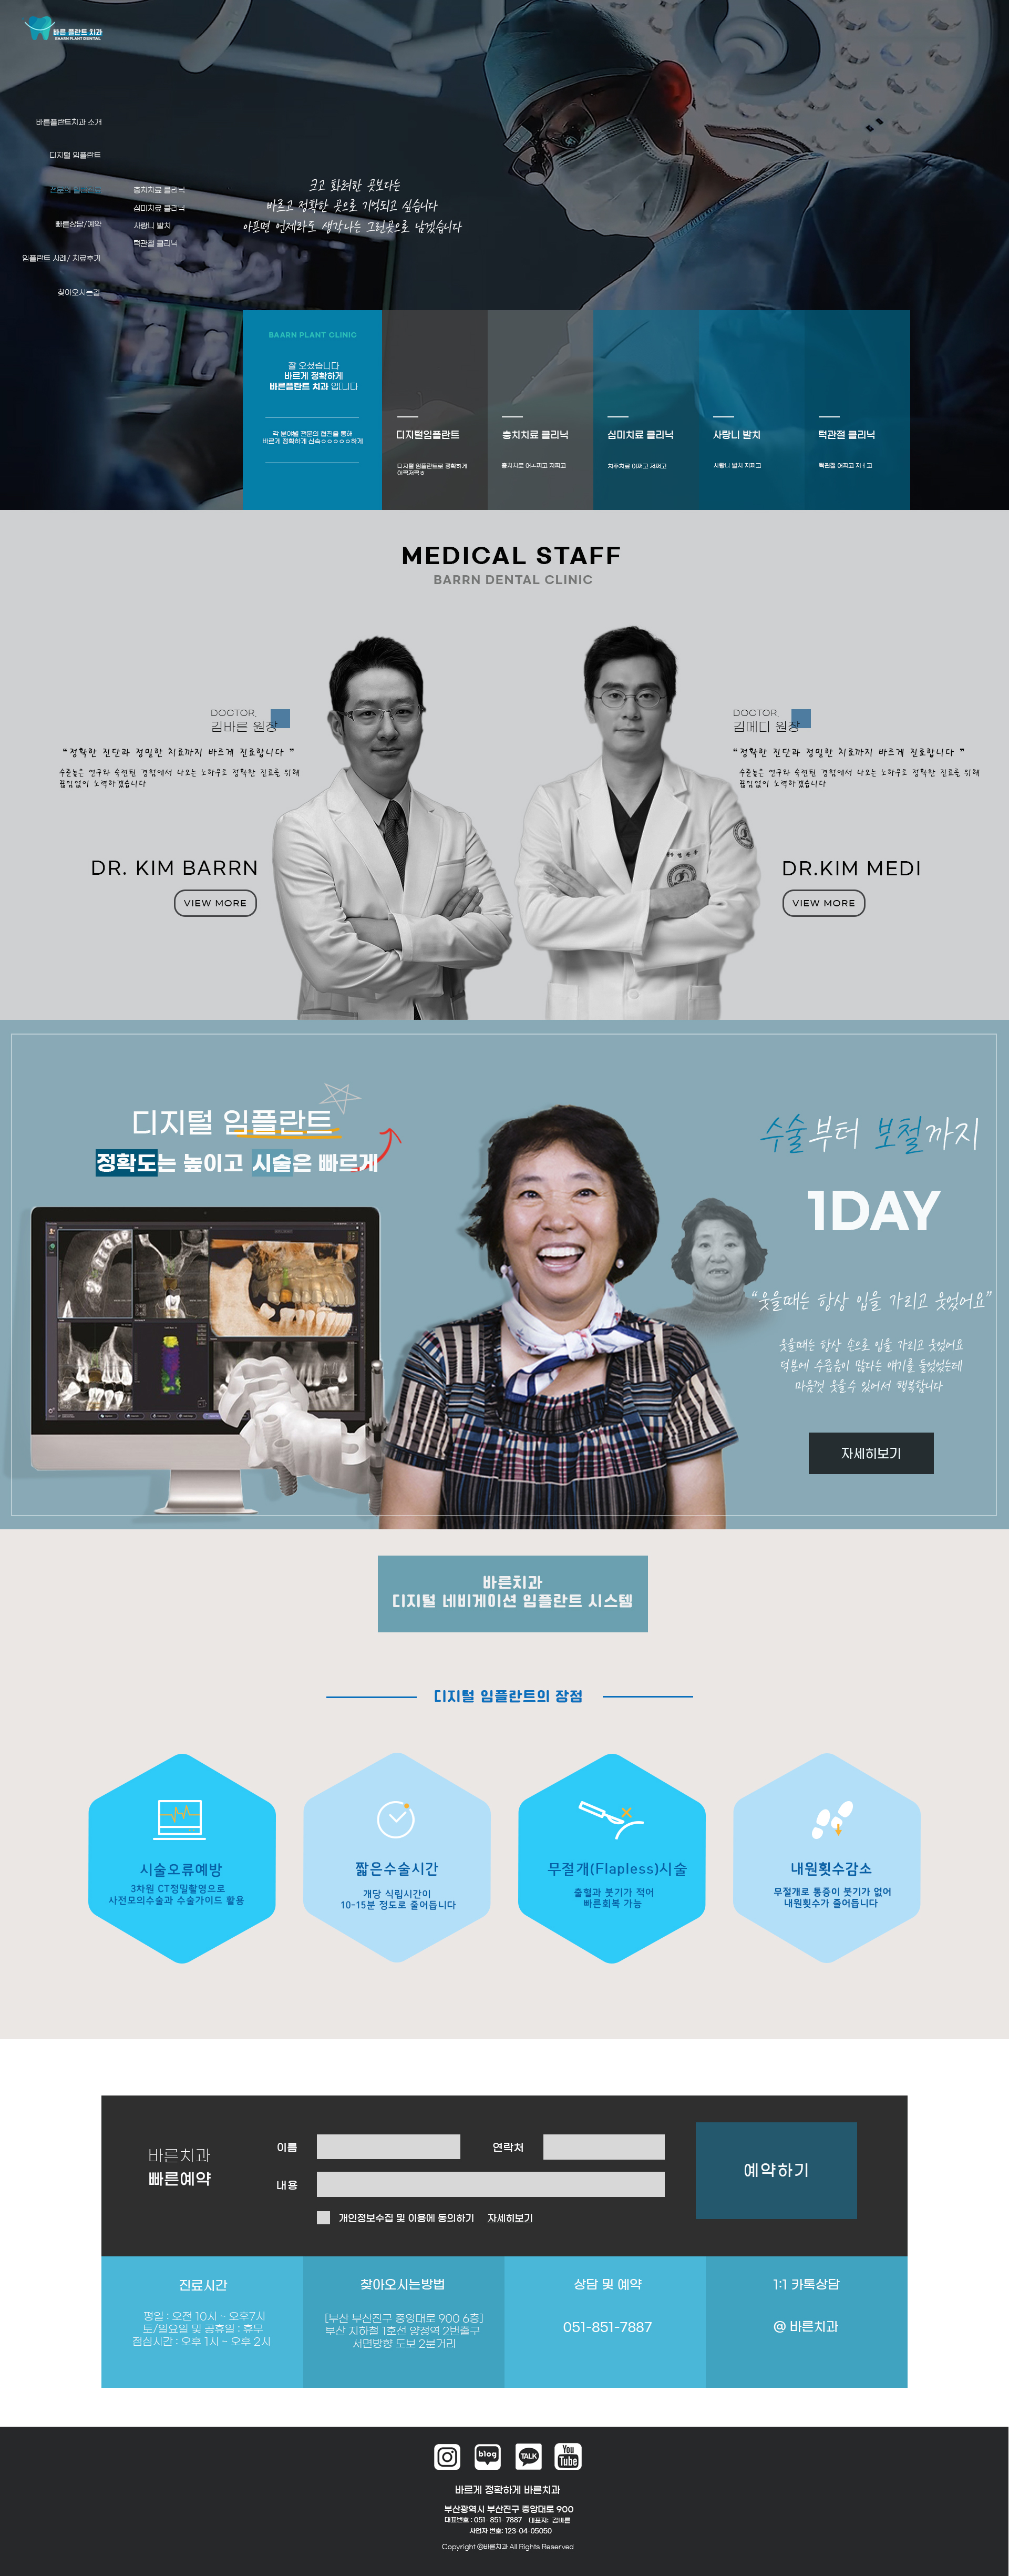 바른 플란트 치과
BAARN PLANT DENTAL
바른플란트치과 소개
디지털 임플란트
빠른상담/예약
임플란트 사례/ 치료후기
찾아오시는길
충치치료 클리닉
심미치료 클리닉
사랑니 발치
턱관절 클리닉
크고 화려한 곳보다는
바르고 정확한 곳으로 기억되고 싶습니다
아프면 언제라도 생각나는 그런곳으로 남겠습니다
BAARN PLANT CLINIC
잘 오셨습니다
바르게 정확하게
바른플란트 치과 입니다
각 분야별 전문의 협진을 통해
바르게 정확하게 신속ㅇㅇㅇㅇㅇ하게
디지털임플란트
디지털 임플란트로 정확하게
어쩍저쩍ㅎ
충치치료 클리닉
충치치료 어ㅅ쩌고 저쩌고
심미치료 클리닉
치주치료 어쩌고 저쩌고
사랑니 발치
사랑니 발치 저쩌고
턱관절 클리닉
턱관절 어쩌고 저ㅓ고
MEDICAL STAFF
BARRN DENTAL CLINIC
DOCTOR.
김바른 원장
❝정확한 진단과 정밀한 치료까지 바르게 진료합니다 ❞
수준높은 연구와 숙련된 경험에서 나오는 노하우로 정확한 진료를 위해
끊임없이 노력하겠습니다
DR. KIM BARRN
VIEW MORE
DOCTOR.
김메디 원장
❝정확한 진단과 정밀한 치료까지 바르게 진료합니다 ❞
수준높은 연구와 숙련된 경험에서 나오는 노하우로 정확한 진료를 위해
끊임없이 노력하겠습니다
DR.KIM MEDI
VIEW MORE
디지털 임플란트
정확도는 높이고 시술은 빠르게
수술부터 보철까지
1DAY
“웃을때는 항상 입을 가리고 웃었어요”
웃을때는 항상 손으로 입을 가리고 웃었어요
덕분에 수줍음이 많다는 얘기를 들었었는데
마음껏 웃을수 있어서 행복합니다
자세히보기
바른치과
디지털 네비게이션 임플란트 시스템
디지털 임플란트의 장점
시술오류예방
3차원 CT정밀촬영으로
사전모의수술과 수술가이드 활용
짧은수술시간
개당 식립시간이
10-15분 정도로 줄어듭니다
무절개(Flapless)시술
출혈과 붓기가 적어
빠른회복 가능
내원횟수감소
무절개로 통증이 붓기가 없어
내원횟수가 줄어듭니다
바른치과
빠른예약
이름
연락처
내용
개인정보수집 및 이용에 동의하기 자세히보기
예약하기
진료시간
평일 : 오전 10시 ~ 오후7시
토/일요일 및 공휴일 : 휴무
점심시간 : 오후 1시 ~ 오후 2시
찾아오시는방법
[부산 부산진구 중앙대로 900 6층]
부산 지하철 1호선 양정역 2번출구
서면방향 도보 2분거리
상담 및 예약
051-851-7887
1:1 카톡상담
@ 바른치과
blog
TALK
You Tube
바르게 정확하게 바른치과
부산광역시 부산진구 중앙대로 900
대표번호 : 051- 851- 7887 대표자: 김바른
사업자 번호: 123-04-05050
Copyright ©바른치과 All Rights Reserved